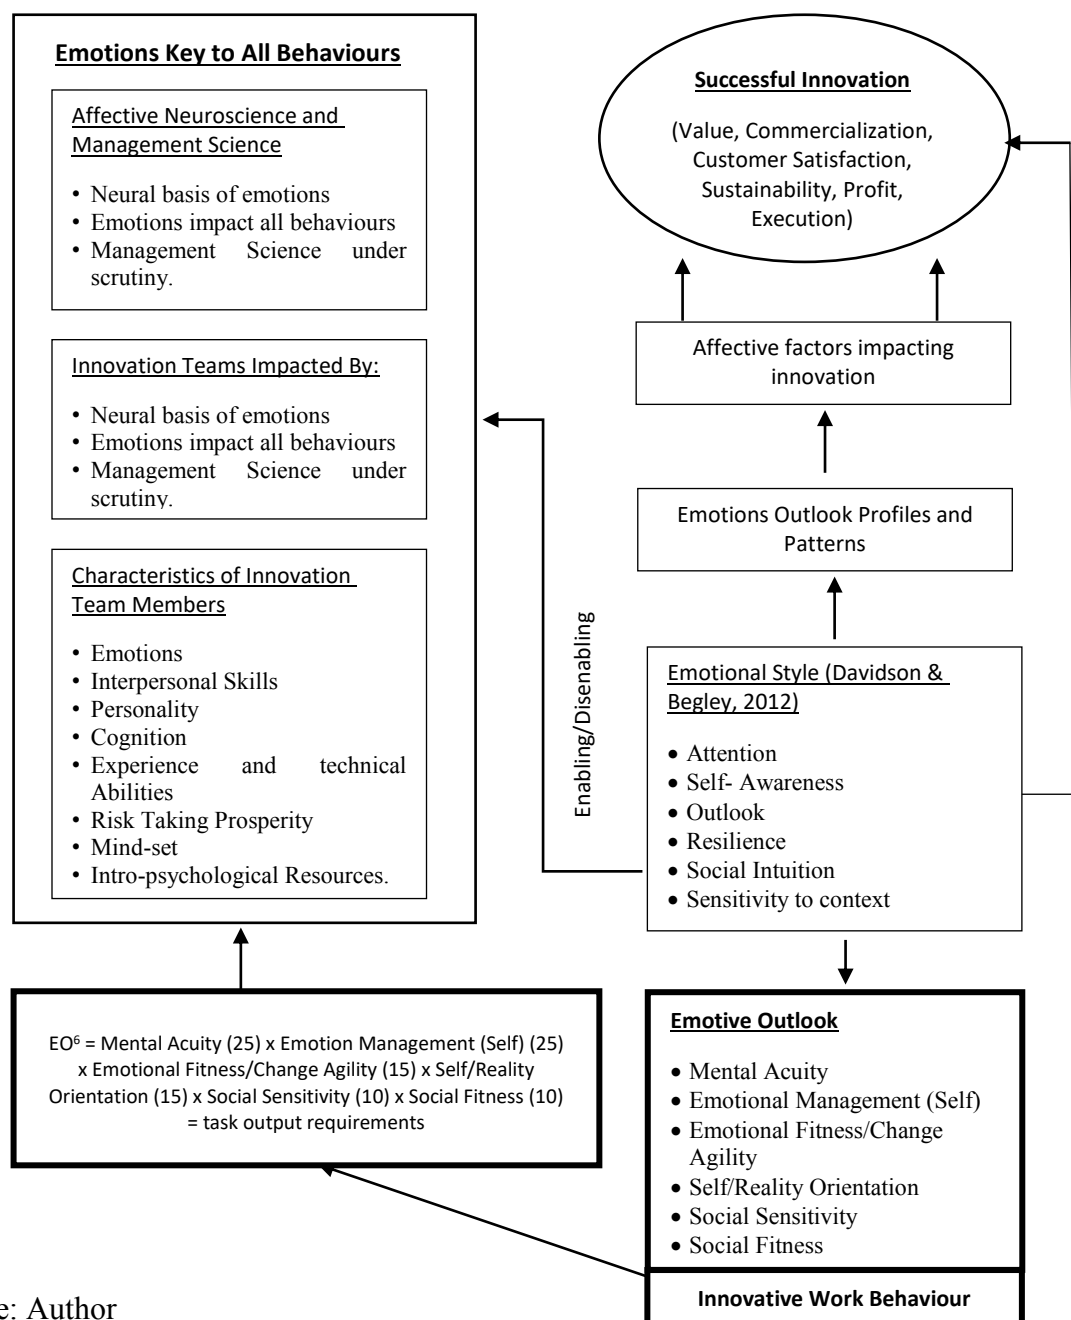 Emotions Key to All Behaviours
Affective Neuroscience and
Management Science
• Neural basis of emotions
• Emotions impact all behaviours
• Management Science under
scrutiny.
Innovation Teams Impacted By:
• Neural basis of emotions
• Emotions impact all behaviours
• Management Science under
scrutiny.
Characteristics of Innovation
Team Members
• Emotions
• Interpersonal Skills
• Personality
• Cognition
• Experience and technical
Abilities
• Risk Taking Prosperity
• Mind-set
• Intro-psychological Resources.
EO⁶ = Mental Acuity (25) x Emotion Management (Self) (25)
x Emotional Fitness/Change Agility (15) x Self/Reality
Orientation (15) x Social Sensitivity (10) x Social Fitness (10)
= task output requirements
Enabling/Disenabling
Successful Innovation
(Value, Commercialization,
Customer Satisfaction,
Sustainability, Profit,
Execution)
Affective factors impacting
innovation
Emotions Outlook Profiles and
Patterns
Emotional Style (Davidson &
Begley, 2012)
• Attention
• Self- Awareness
• Outlook
• Resilience
• Social Intuition
• Sensitivity to context
Emotive Outlook
• Mental Acuity
• Emotional Management (Self)
• Emotional Fitness/Change
Agility
• Self/Reality Orientation
• Social Sensitivity
• Social Fitness
Innovative Work Behaviour
e: Author